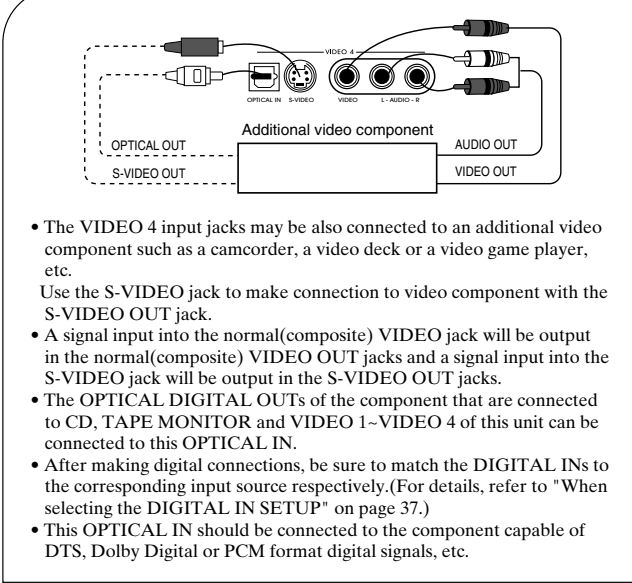 VIDEO 4
OPTICAL IN S-VIDEO VIDEO L - AUDIO - R
Additional video component
OPTICAL OUT AUDIO OUT
S-VIDEO OUT VIDEO OUT
• The VIDEO 4 input jacks may be also connected to an additional video
component such as a camcorder, a video deck or a video game player,
etc.
Use the S-VIDEO jack to make connection to video component with the
S-VIDEO OUT jack.
• A signal input into the normal(composite) VIDEO jack will be output
in the normal(composite) VIDEO OUT jacks and a signal input into the
S-VIDEO jack will be output in the S-VIDEO OUT jacks.
• The OPTICAL DIGITAL OUTs of the component that are connected
to CD, TAPE MONITOR and VIDEO 1~VIDEO 4 of this unit can be
connected to this OPTICAL IN.
• After making digital connections, be sure to match the DIGITAL INs to
the corresponding input source respectively.(For details, refer to "When
selecting the DIGITAL IN SETUP" on page 37.)
• This OPTICAL IN should be connected to the component capable of
DTS, Dolby Digital or PCM format digital signals, etc.